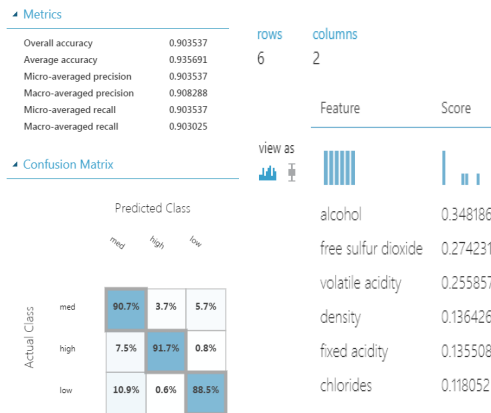 Metrics
Overall accuracy 0.903537
Average accuracy 0.935691
Micro-averaged precision 0.903537
Macro-averaged precision 0.908288
Micro-averaged recall 0.903537
Macro-averaged recall 0.903025
Confusion Matrix
Predicted Class
med high low
Actual Class
med 90.7% 3.7% 5.7%
high 7.5% 91.7% 0.8%
low 10.9% 0.6% 88.5%
rows columns
6 2
Feature Score
view as
alcohol 0.348186
free sulfur dioxide 0.274231
volatile acidity 0.255857
density 0.136426
fixed acidity 0.135508
chlorides 0.118052